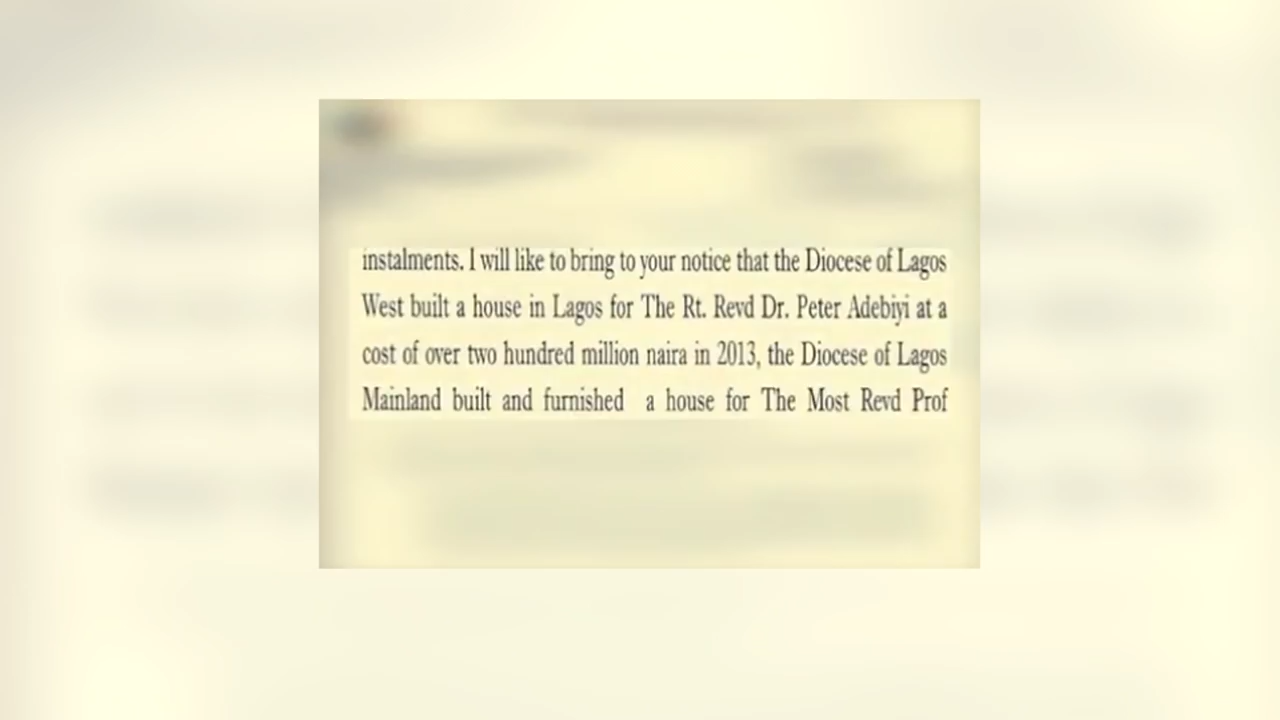 instalments. I will like to bring to your notice that the Diocese of Lagos
West built a house in Lagos for The Rt. Revd Dr. Peter Adebiyi at a
cost of over two hundred million naira in 2013, the Diocese of Lagos
Mainland built and furnished a house for The Most Revd Prof